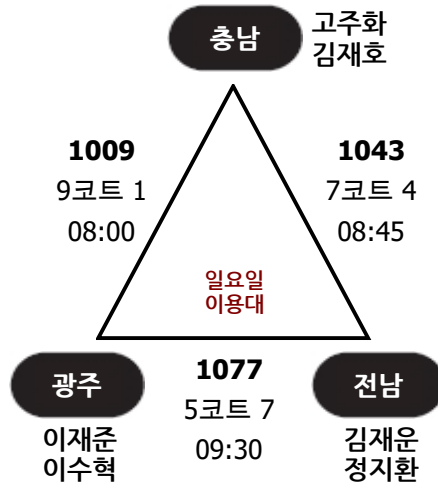 충남
고주화
김재호
1009
9코트 1
08:00
1043
7코트 4
08:45
일요일
이용대
광주
이재준
이수혁
1077
5코트 7
09:30
전남
김재운
정지환